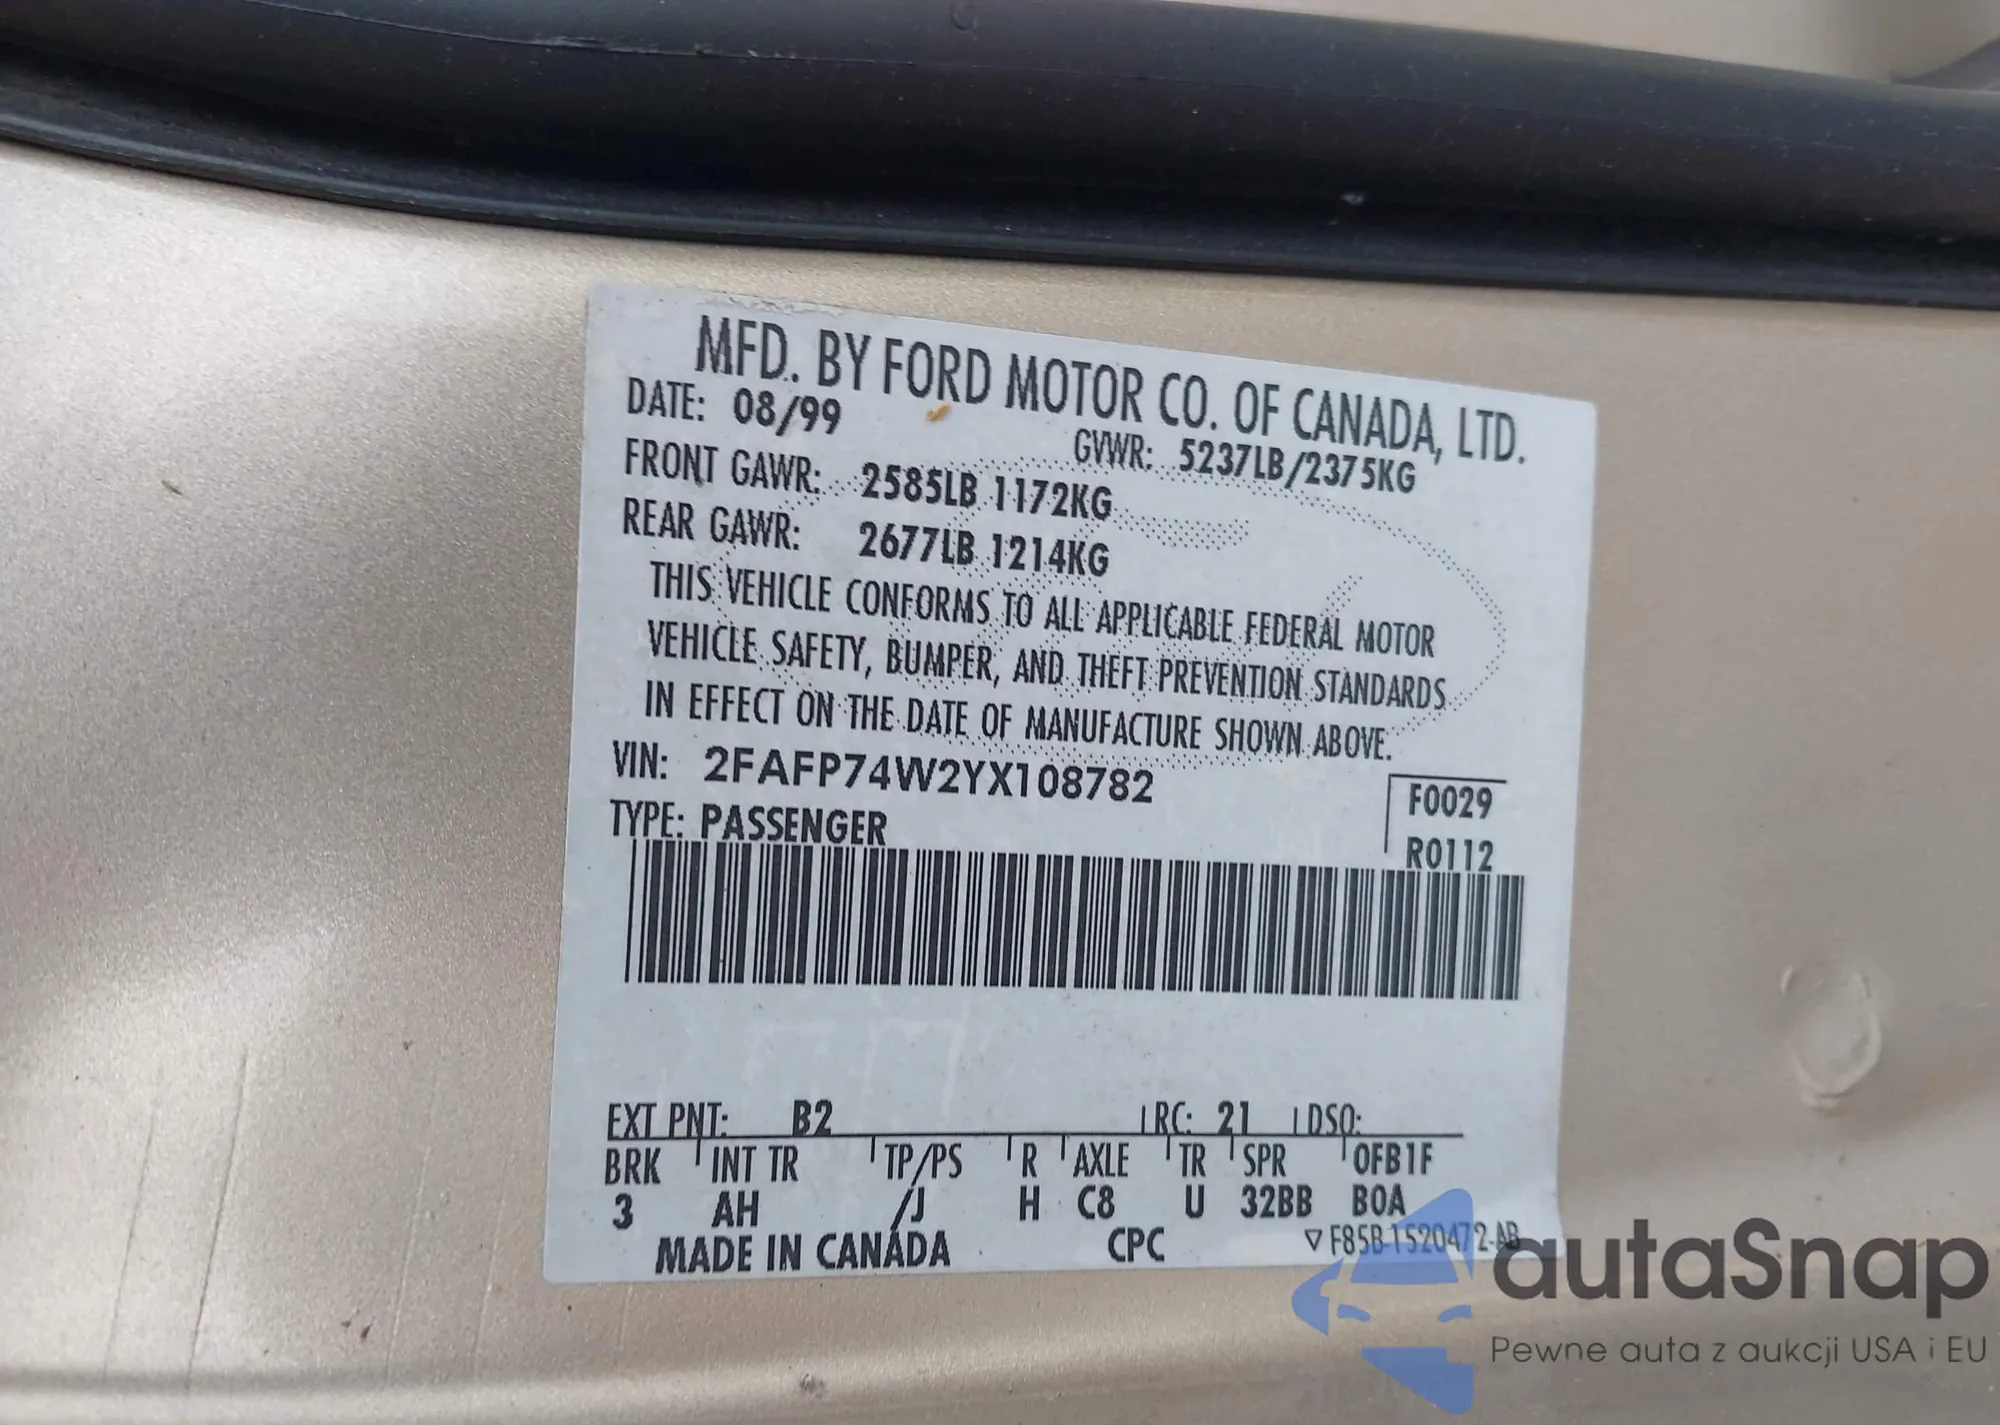 MFD. BY FORD MOTOR CO. OF CANADA, LTD.
DATE: 08/99
GVWR: 5237LB/2375KG
FRONT GAWR: 2585LB 1172KG
REAR GAWR: 2677LB 1214KG
THIS VEHICLE CONFORMS TO ALL APPLICABLE FEDERAL MOTOR
VEHICLE SAFETY, BUMPER, AND THEFT PREVENTION STANDARDS
IN EFFECT ON THE DATE OF MANUFACTURE SHOWN ABOVE.
VIN: 2FAFP74W2YX108782
F0029
TYPE: PASSENGER
R0112
EXT PNT: B2 RC: 21 DSO:
BRK INT TR TP/PS R AXLE TR SPR OFB1F
3 AH /J H C8 U 32BB BOA
MADE IN CANADA CPC ▽F85B-1520472-AB
autaSnap
Pewne auta z aukcji USA i EU